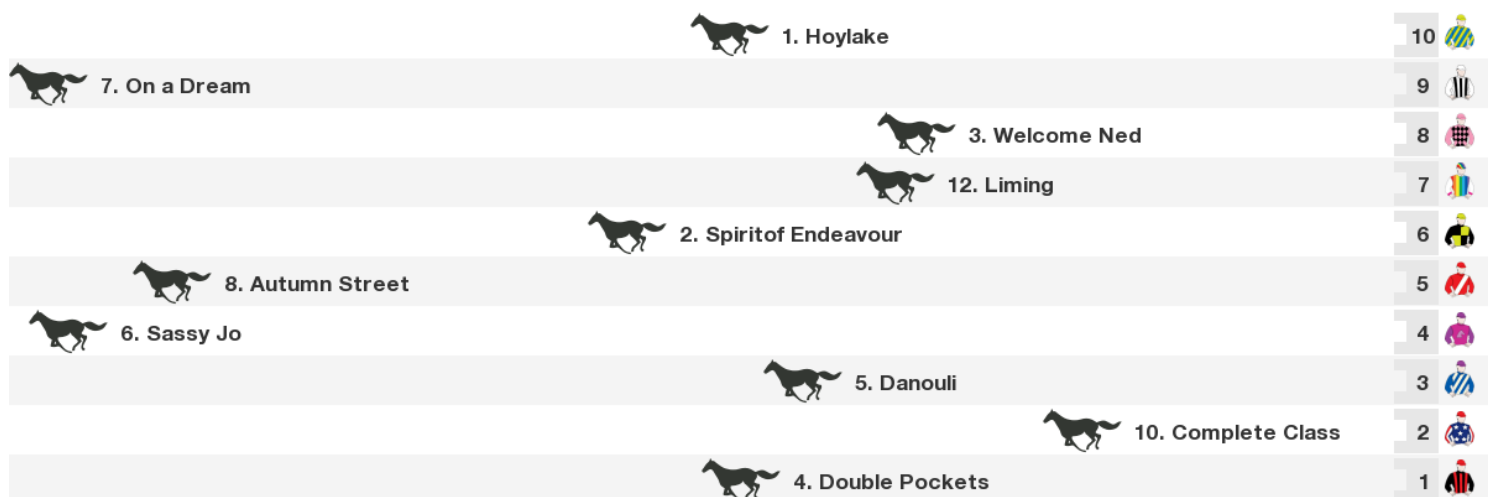 1. Hoylake 10
7. On a Dream 9
3. Welcome Ned 8
12. Liming 7
2. Spiritof Endeavour 6
8. Autumn Street 5
6. Sassy Jo 4
5. Danouli 3
10. Complete Class 2
4. Double Pockets 1